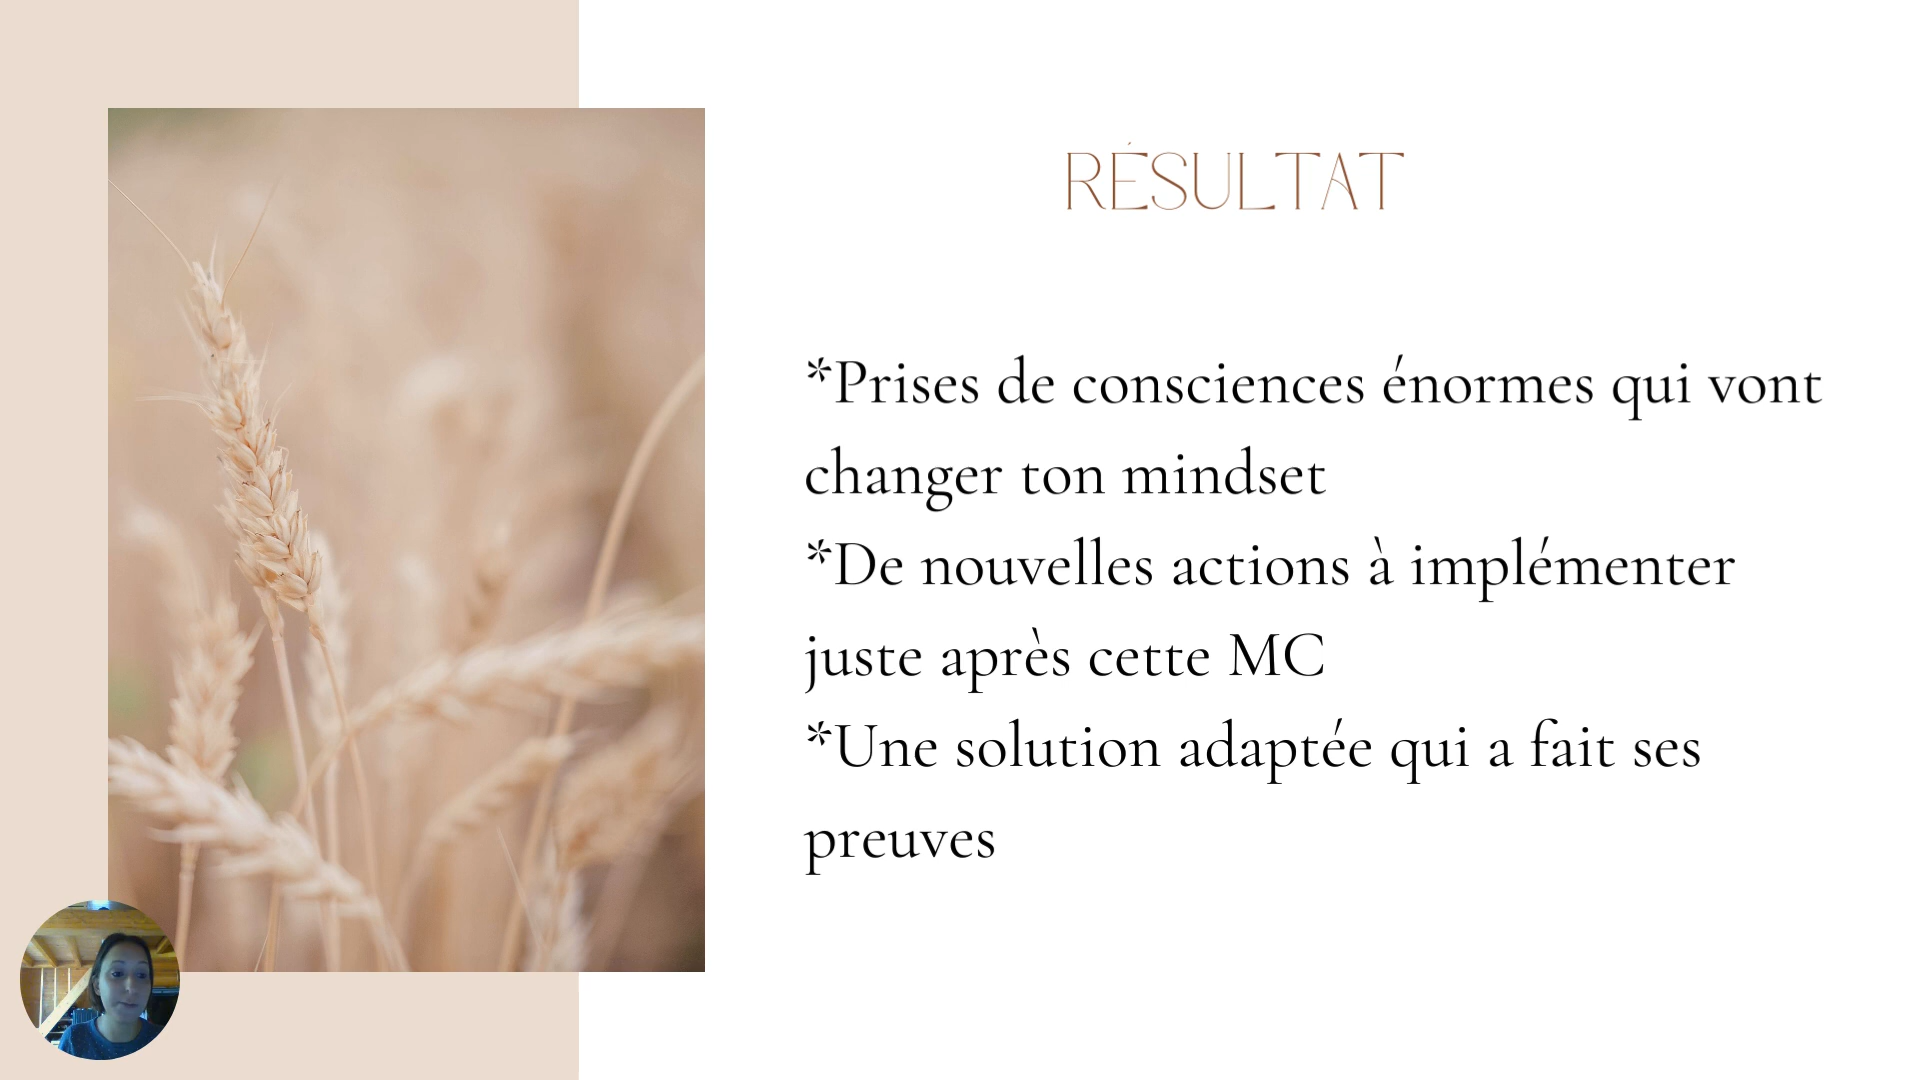 RÉSULTAT
*Prises de consciences énormes qui vont
changer ton mindset
*De nouvelles actions à implémenter
juste après cette MC
*Une solution adaptée qui a fait ses
preuves